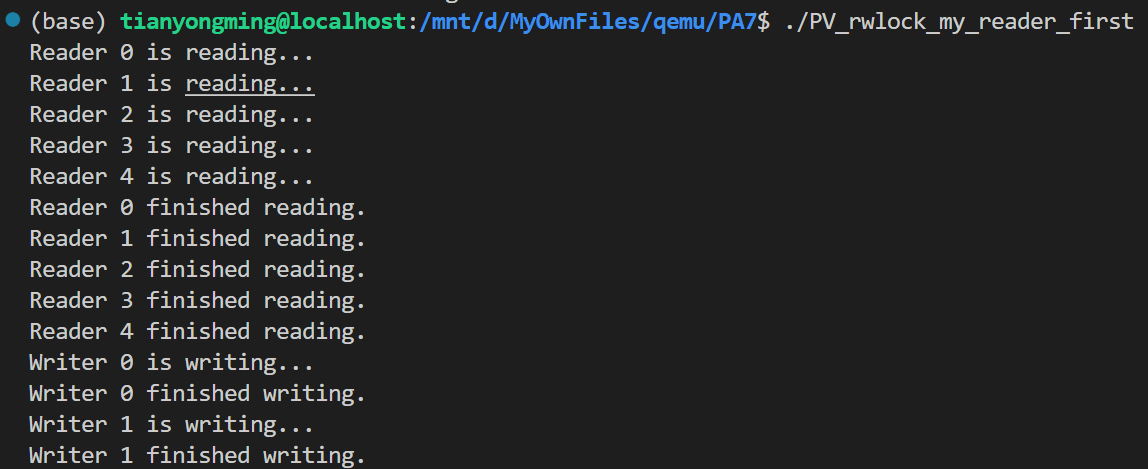 (base) tianyongming@localhost:/mnt/d/MyOwnFiles/qemu/PA7$ ./PV_rwlock_my_reader_first
Reader 0 is reading...
Reader 1 is reading...
Reader 2 is reading...
Reader 3 is reading...
Reader 4 is reading...
Reader 0 finished reading.
Reader 1 finished reading.
Reader 2 finished reading.
Reader 3 finished reading.
Reader 4 finished reading.
Writer 0 is writing...
Writer 0 finished writing.
Writer 1 is writing...
Writer 1 finished writing.